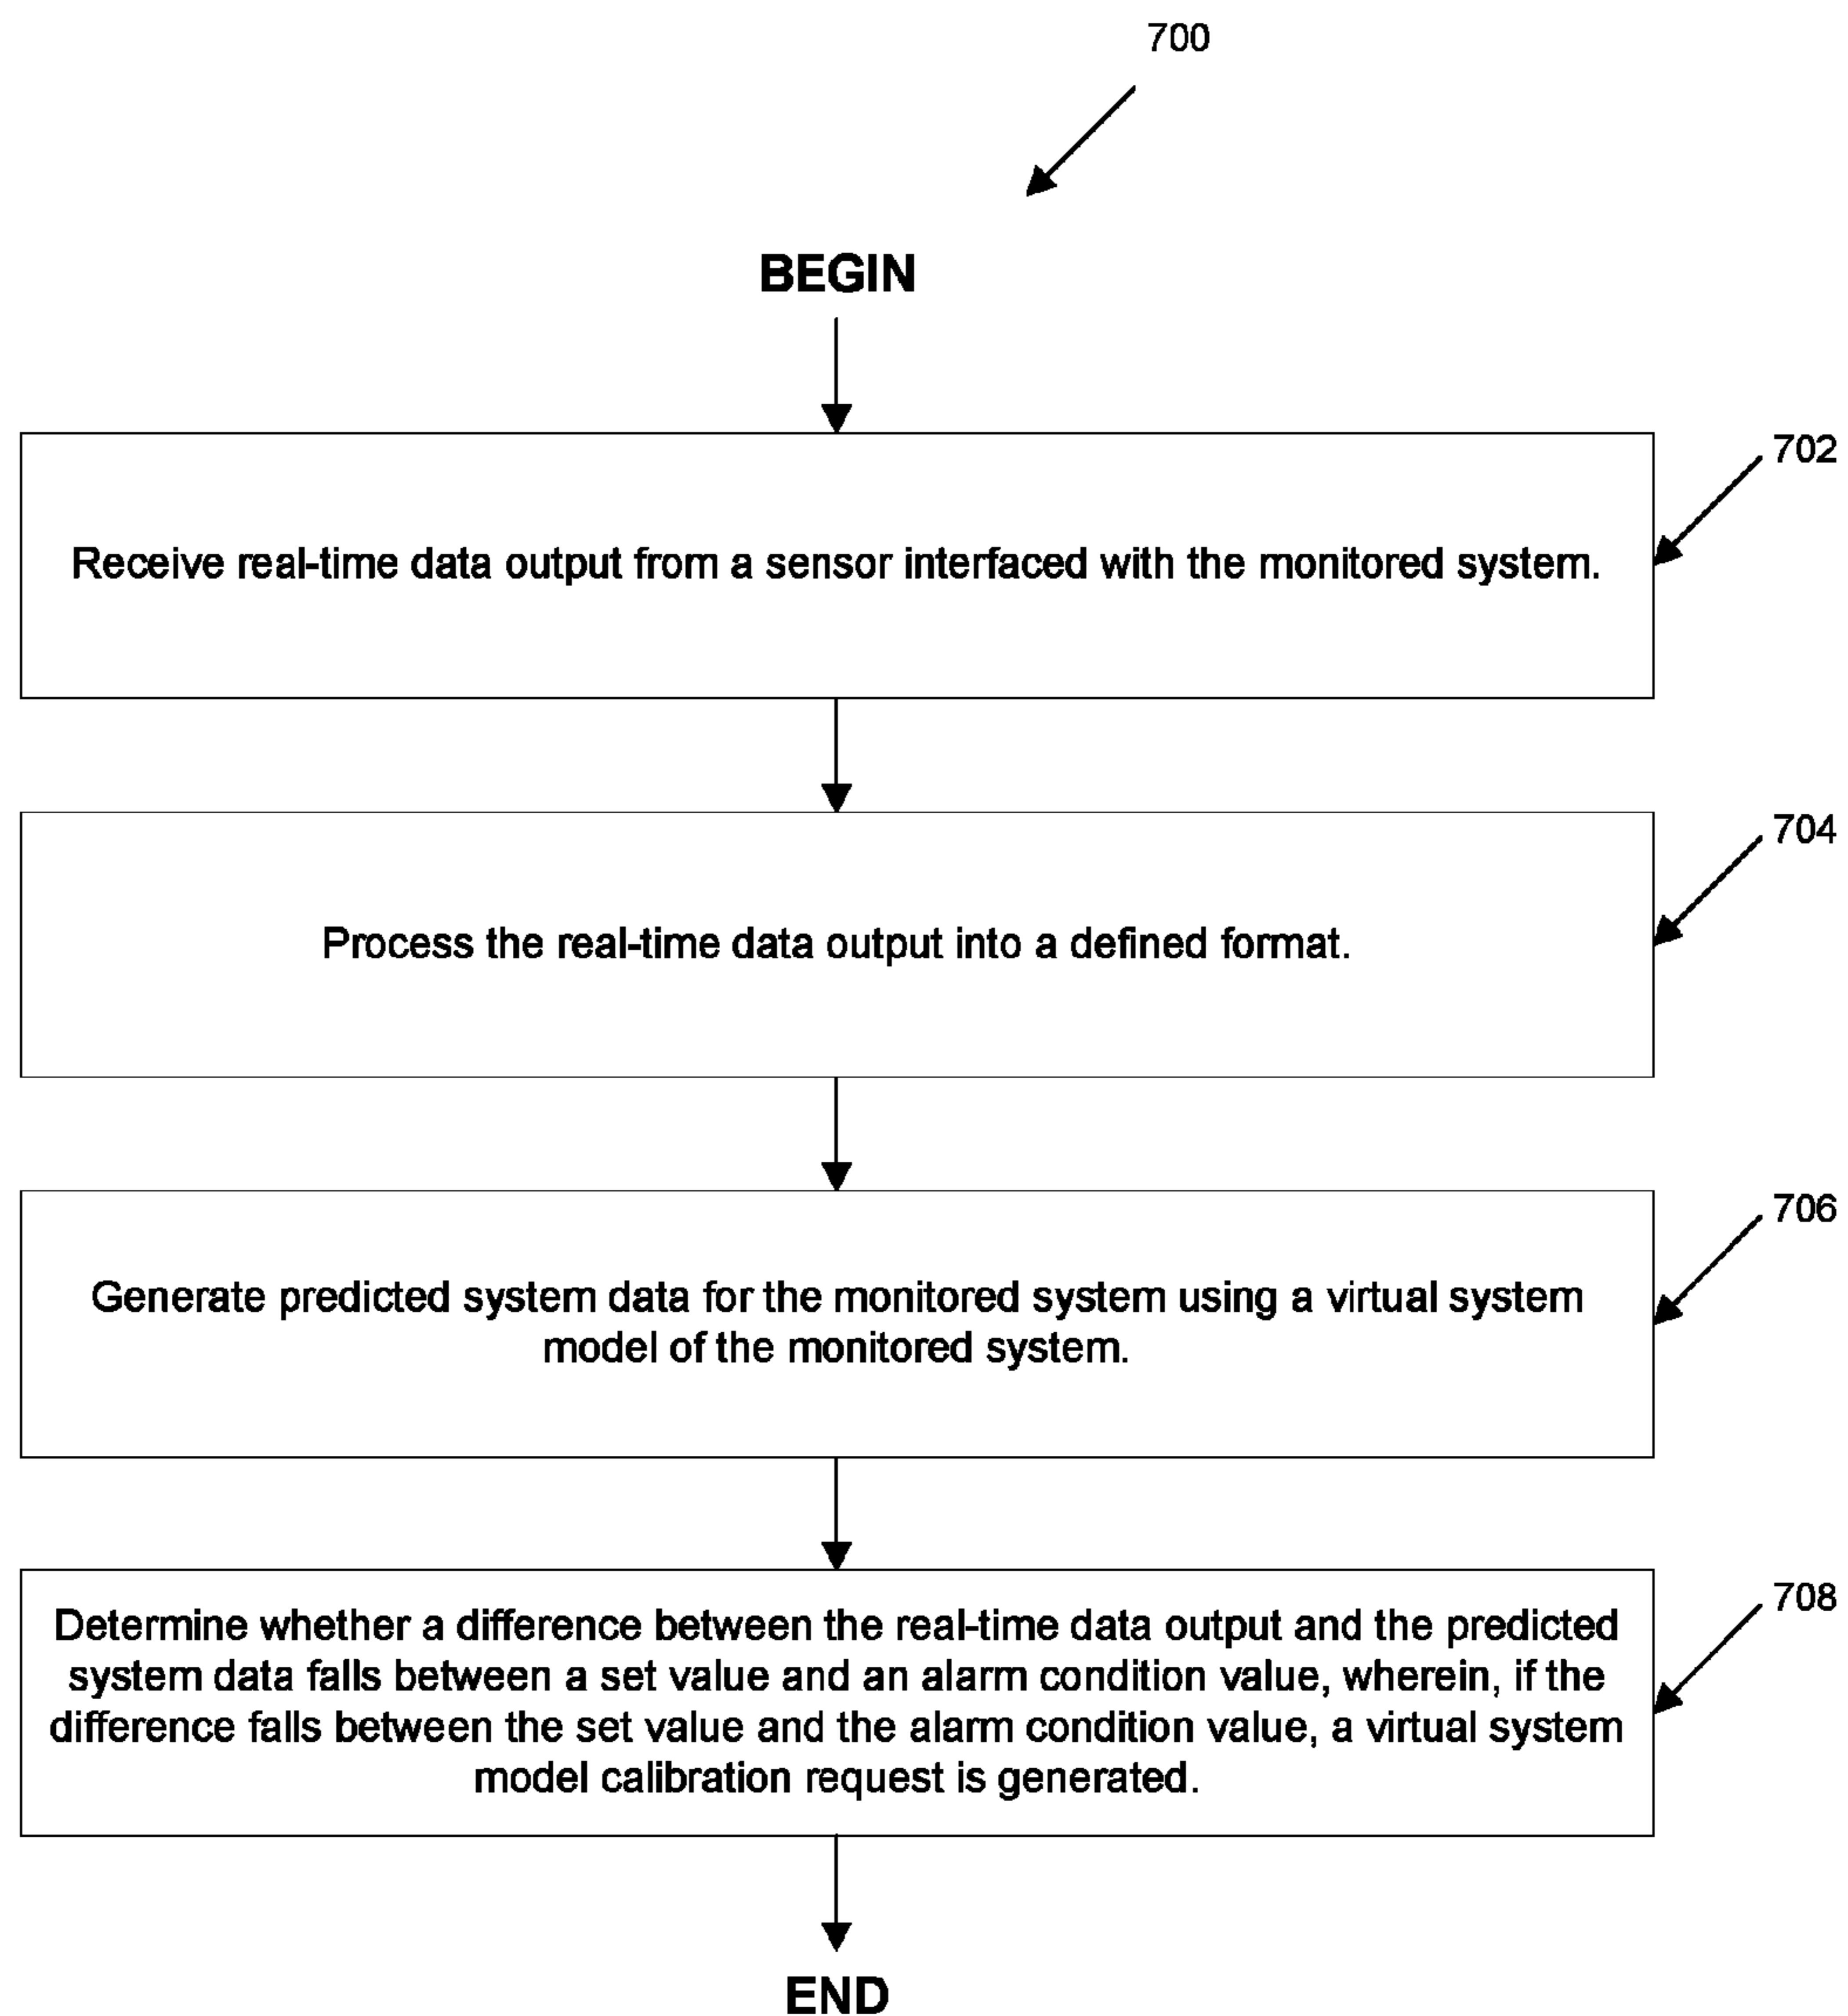 700
BEGIN
702
Receive real-time data output from a sensor interfaced with the monitored system.
704
Process the real-time data output into a defined format.
706
Generate predicted system data for the monitored system using a virtual system
model of the monitored system.
708
Determine whether a difference between the real-time data output and the predicted
system data falls between a set value and an alarm condition value, wherein, if the
difference falls between the set value and the alarm condition value, a virtual system
model calibration request is generated.
END